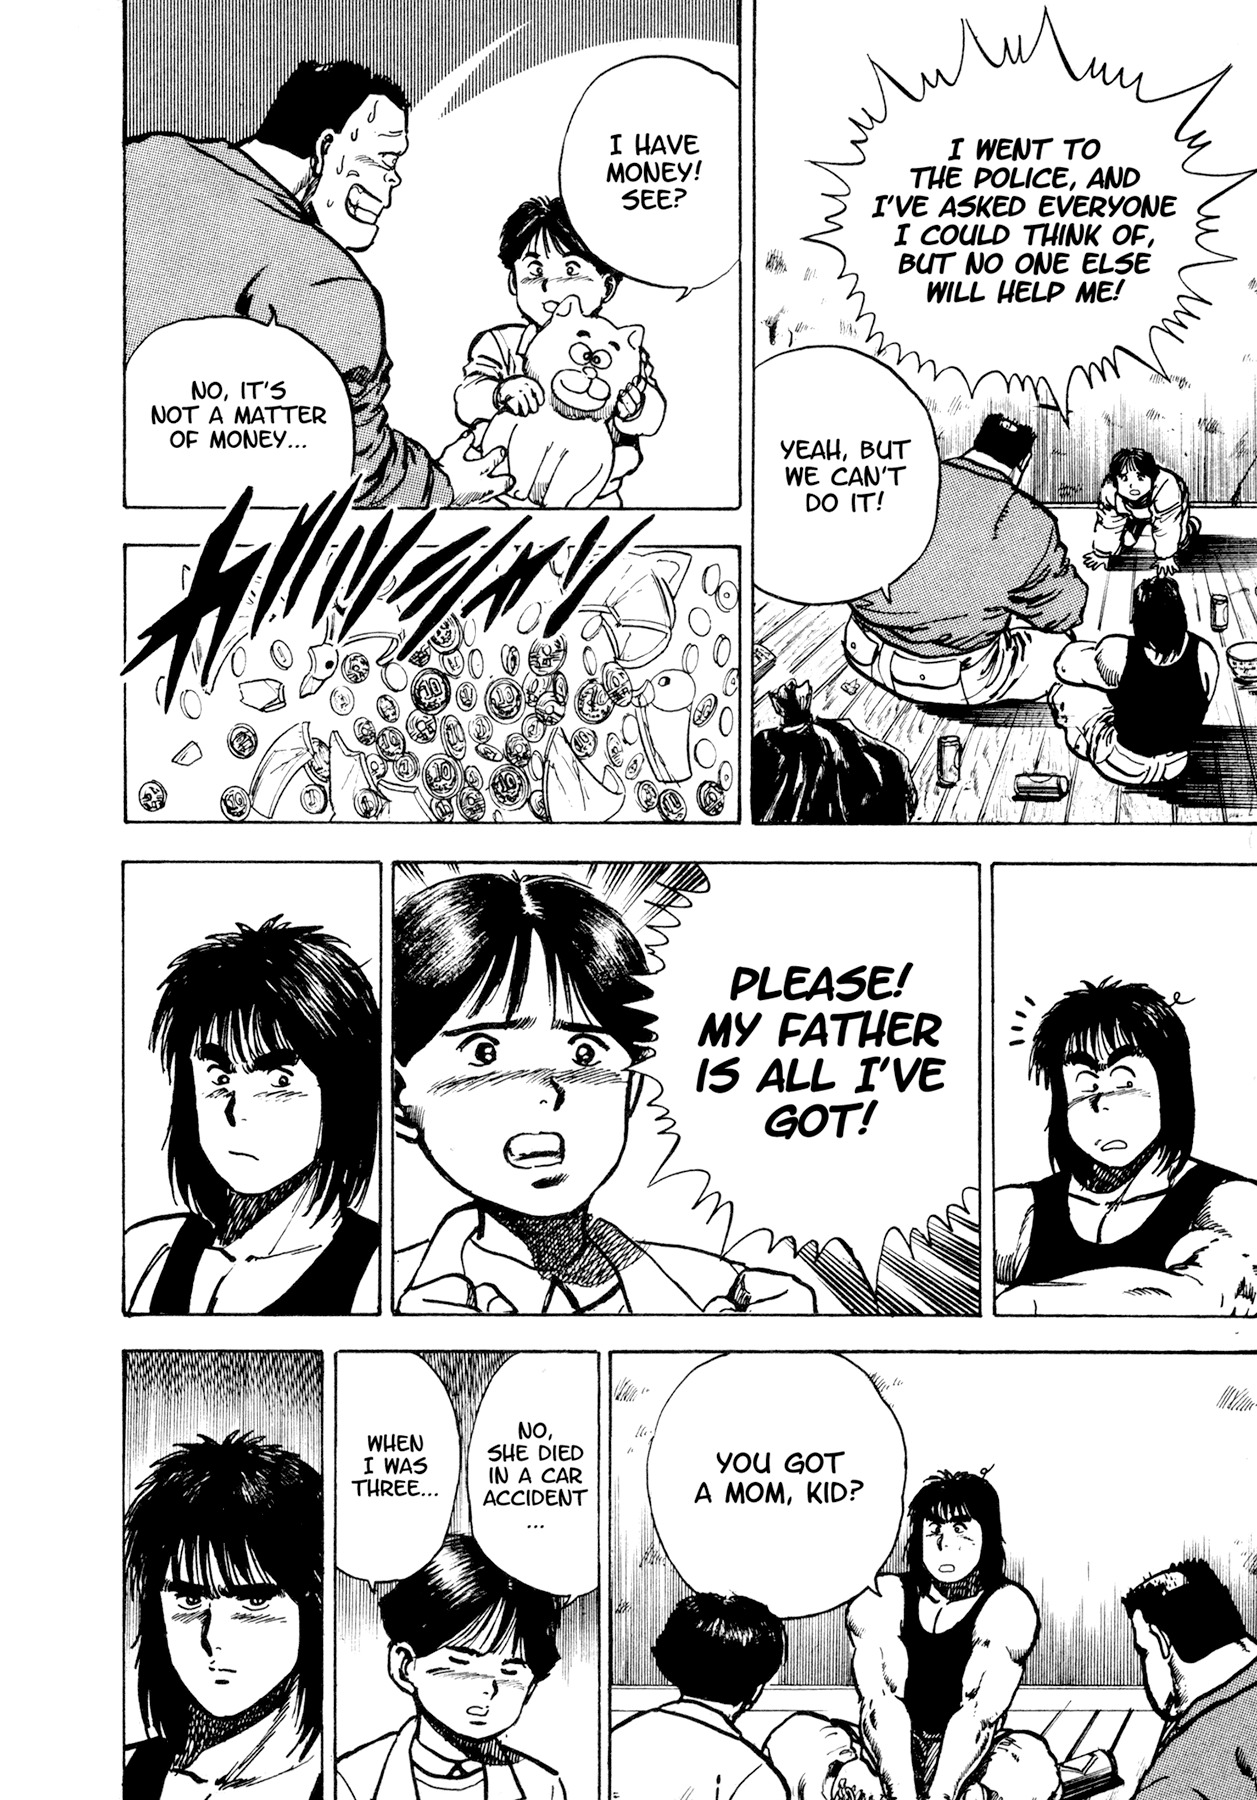 I WENT TO
THE POLICE, AND
I'VE ASKED EVERYONE
I COULD THINK OF,
BUT NO ONE ELSE
WILL HELP ME!
YEAH, BUT
WE CAN'T
DO IT!
I HAVE
MONEY!
SEE?
NO, IT'S
NOT A MATTER
OF MONEY...
PLEASE!
MY FATHER
IS ALL I'VE
GOT!
YOU GOT
A MOM, KID?
NO,
SHE DIED
IN A CAR
ACCIDENT
...
WHEN
I WAS
THREE...